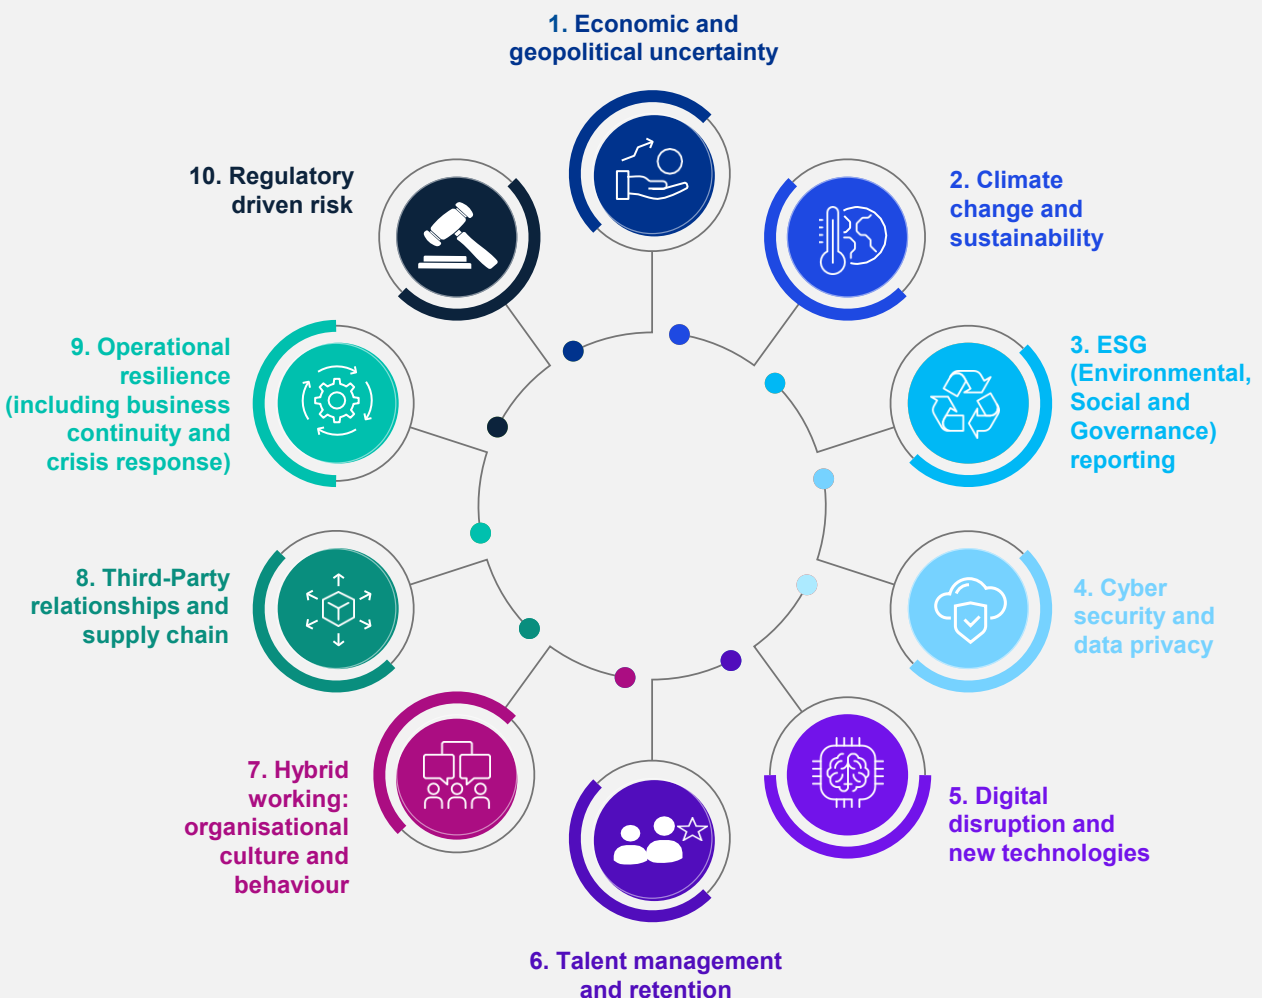 1. Economic and
geopolitical uncertainty
2. Climate
change and
sustainability
3. ESG
(Environmental,
Social and
Governance)
reporting
4. Cyber
security and
data privacy
5. Digital
disruption and
new technologies
6. Talent management
and retention
7. Hybrid
working:
organisational
culture and
behaviour
8. Third-Party
relationships and
supply chain
9. Operational
resilience
(including business
continuity and
crisis response)
10. Regulatory
driven risk